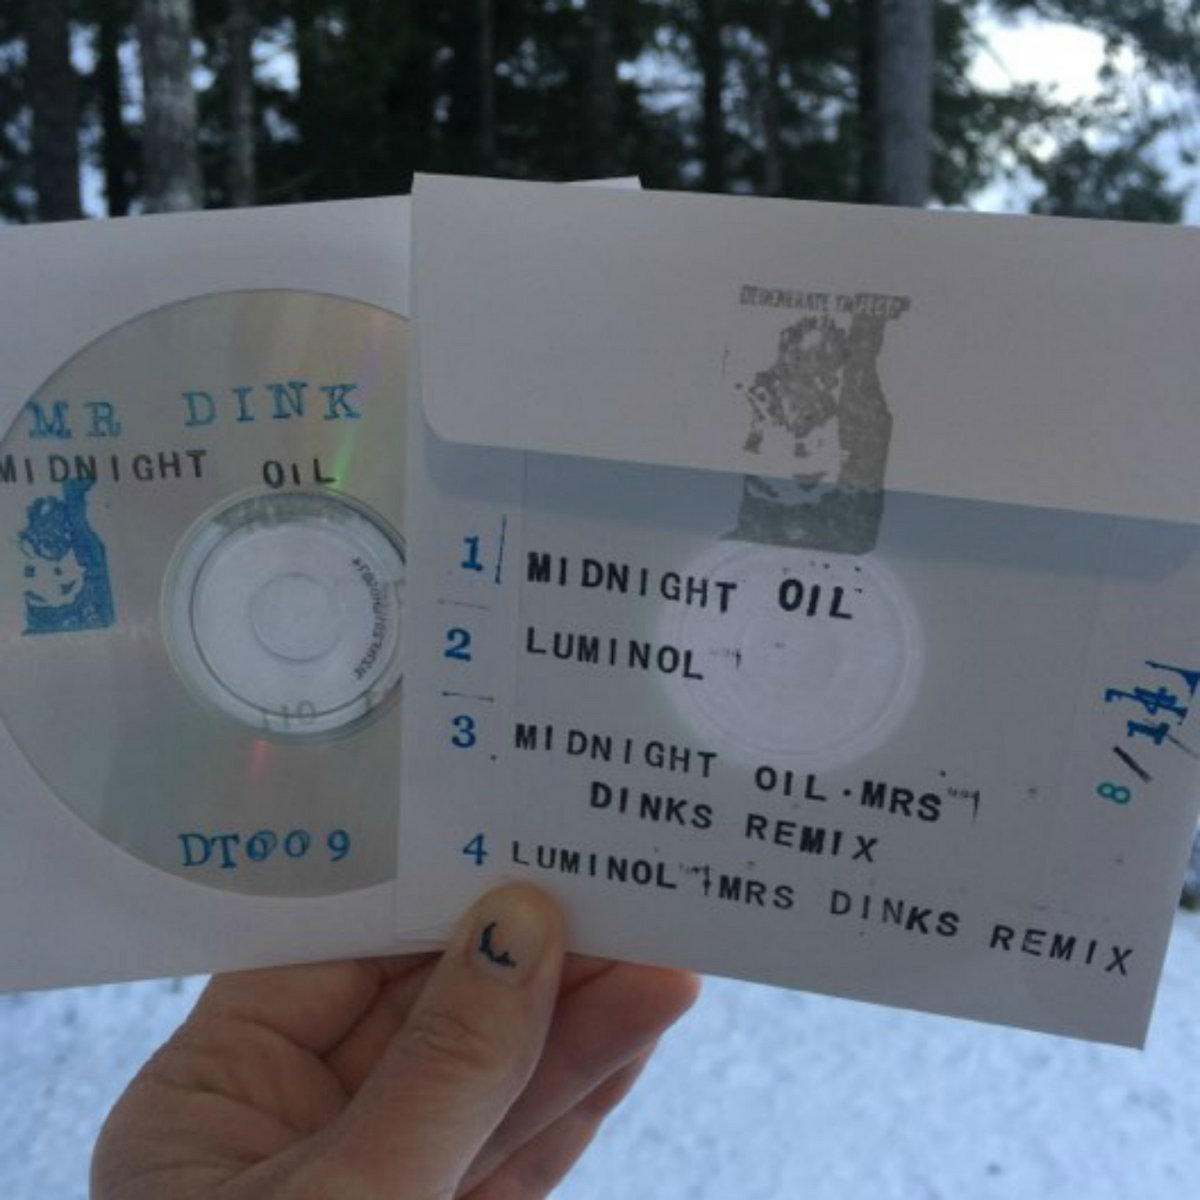 MR DINK
MIDNIGHT OIL
DT009
DEGENERATE
1 MIDNIGHT OIL
2 LUMINOL
3 MIDNIGHT OIL·MRS
DINKS REMIX
4 LUMINOL MRS DINKS REMIX
8/14